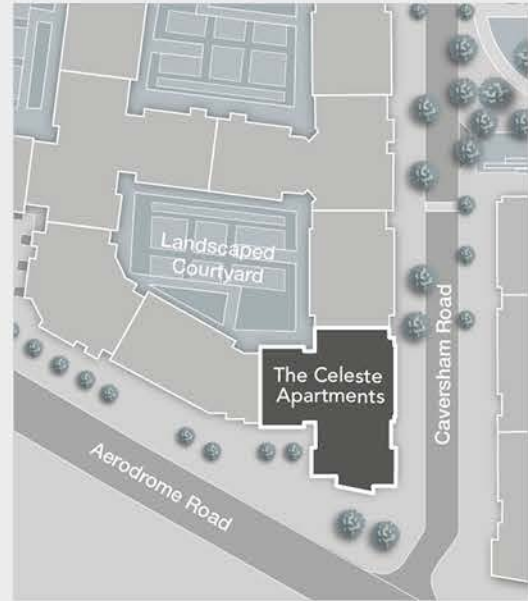 Landscaped
Courtyard
The Celeste
Apartments
Caversham Road
Aerodrome Road